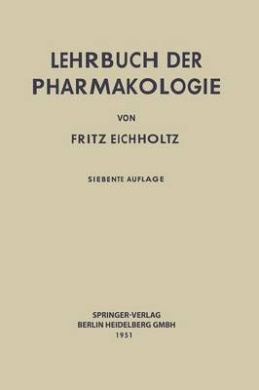 LEHRBUCH DER
PHARMAKOLOGIE
VON
FRITZ EICHHOLTZ
SIEBENTE AUFLAGE
SPRINGER-VERLAG
BERLIN HEIDELBERG GMBH
1951